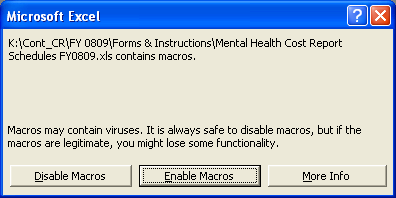 Microsoft Excel
K:\Cont_CR\FY 0809\Forms & Instructions\Mental Health Cost Report
Schedules FY0809.xls contains macros.
Macros may contain viruses. It is always safe to disable macros, but if the
macros are legitimate, you might lose some functionality.
Disable Macros Enable Macros More Info